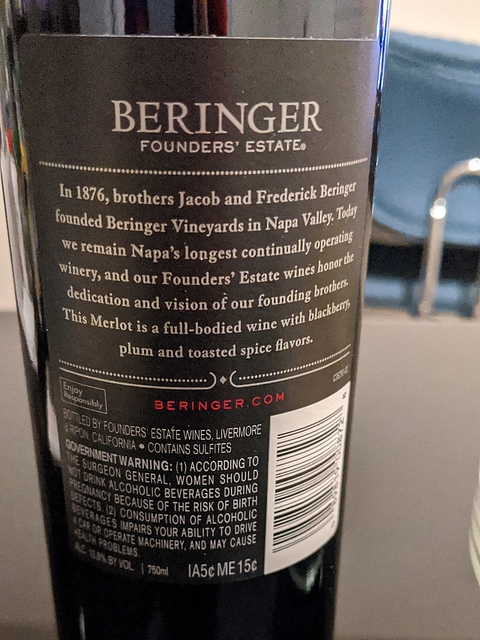 BERINGER
FOUNDERS' ESTATE®
In 1876, brothers Jacob and Frederick Beringer
founded Beringer Vineyards in Napa Valley. Today
we remain Napa's longest continually operating
winery, and our Founders' Estate wines honor the
dedication and vision of our founding brothers.
This Merlot is a full-bodied wine with blackberry,
plum and toasted spice flavors.
Enjoy
Responsibly
BERINGER.COM
BOTTLED BY FOUNDERS' ESTATE WINES, LIVERMORE
& RIPON, CALIFORNIA • CONTAINS SULFITES
GOVERNMENT WARNING: (1) ACCORDING TO
THE SURGEON GENERAL, WOMEN SHOULD
NOT DRINK ALCOHOLIC BEVERAGES DURING
PREGNANCY BECAUSE OF THE RISK OF BIRTH
DEFECTS. (2) CONSUMPTION OF ALCOHOLIC
BEVERAGES IMPAIRS YOUR ABILITY TO DRIVE
A CAR OR OPERATE MACHINERY, AND MAY CAUSE
HEALTH PROBLEMS.
ALC. BY VOL. | 750ml
IA5¢ ME 15¢